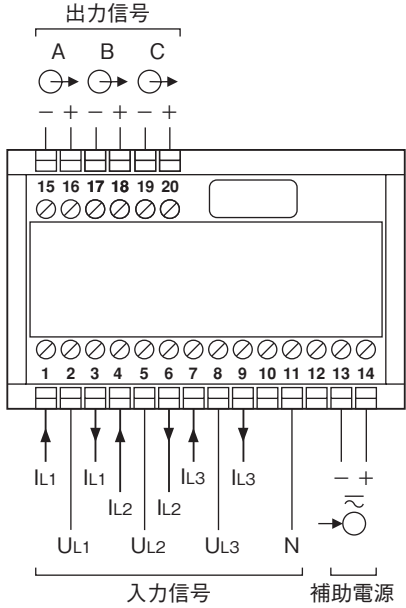 出力信号
A B C
− + − + − +
15 16 17 18 19 20
1 2 3 4 5 6 7 8 9 10 11 12 13 14
IL1 IL1 IL3 IL3 − +
IL2 IL2
UL1 UL2 UL3 N
入力信号 補助電源